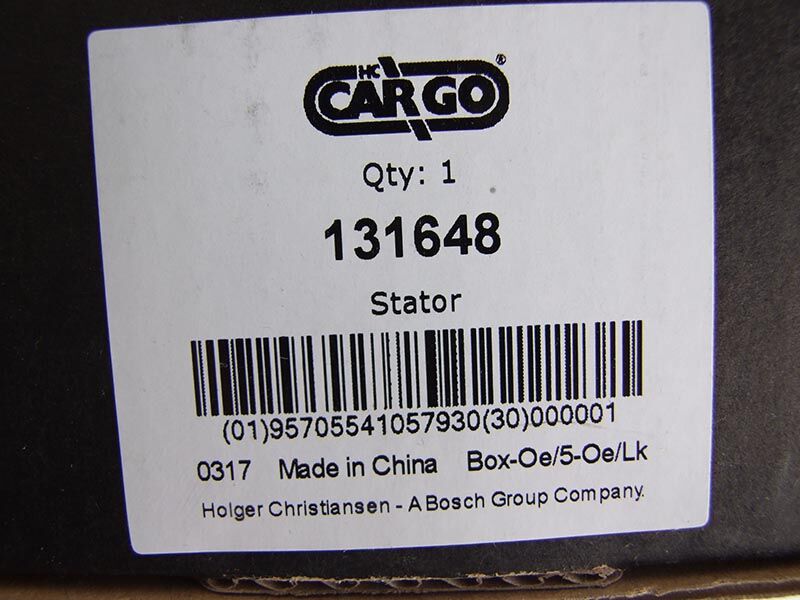 HC
CARGO®
Qty: 1
131648
Stator
(01)95705541057930(30)000001
0317 Made in China Box-Oe/5-Oe/Lk
Holger Christiansen - A Bosch Group Company.